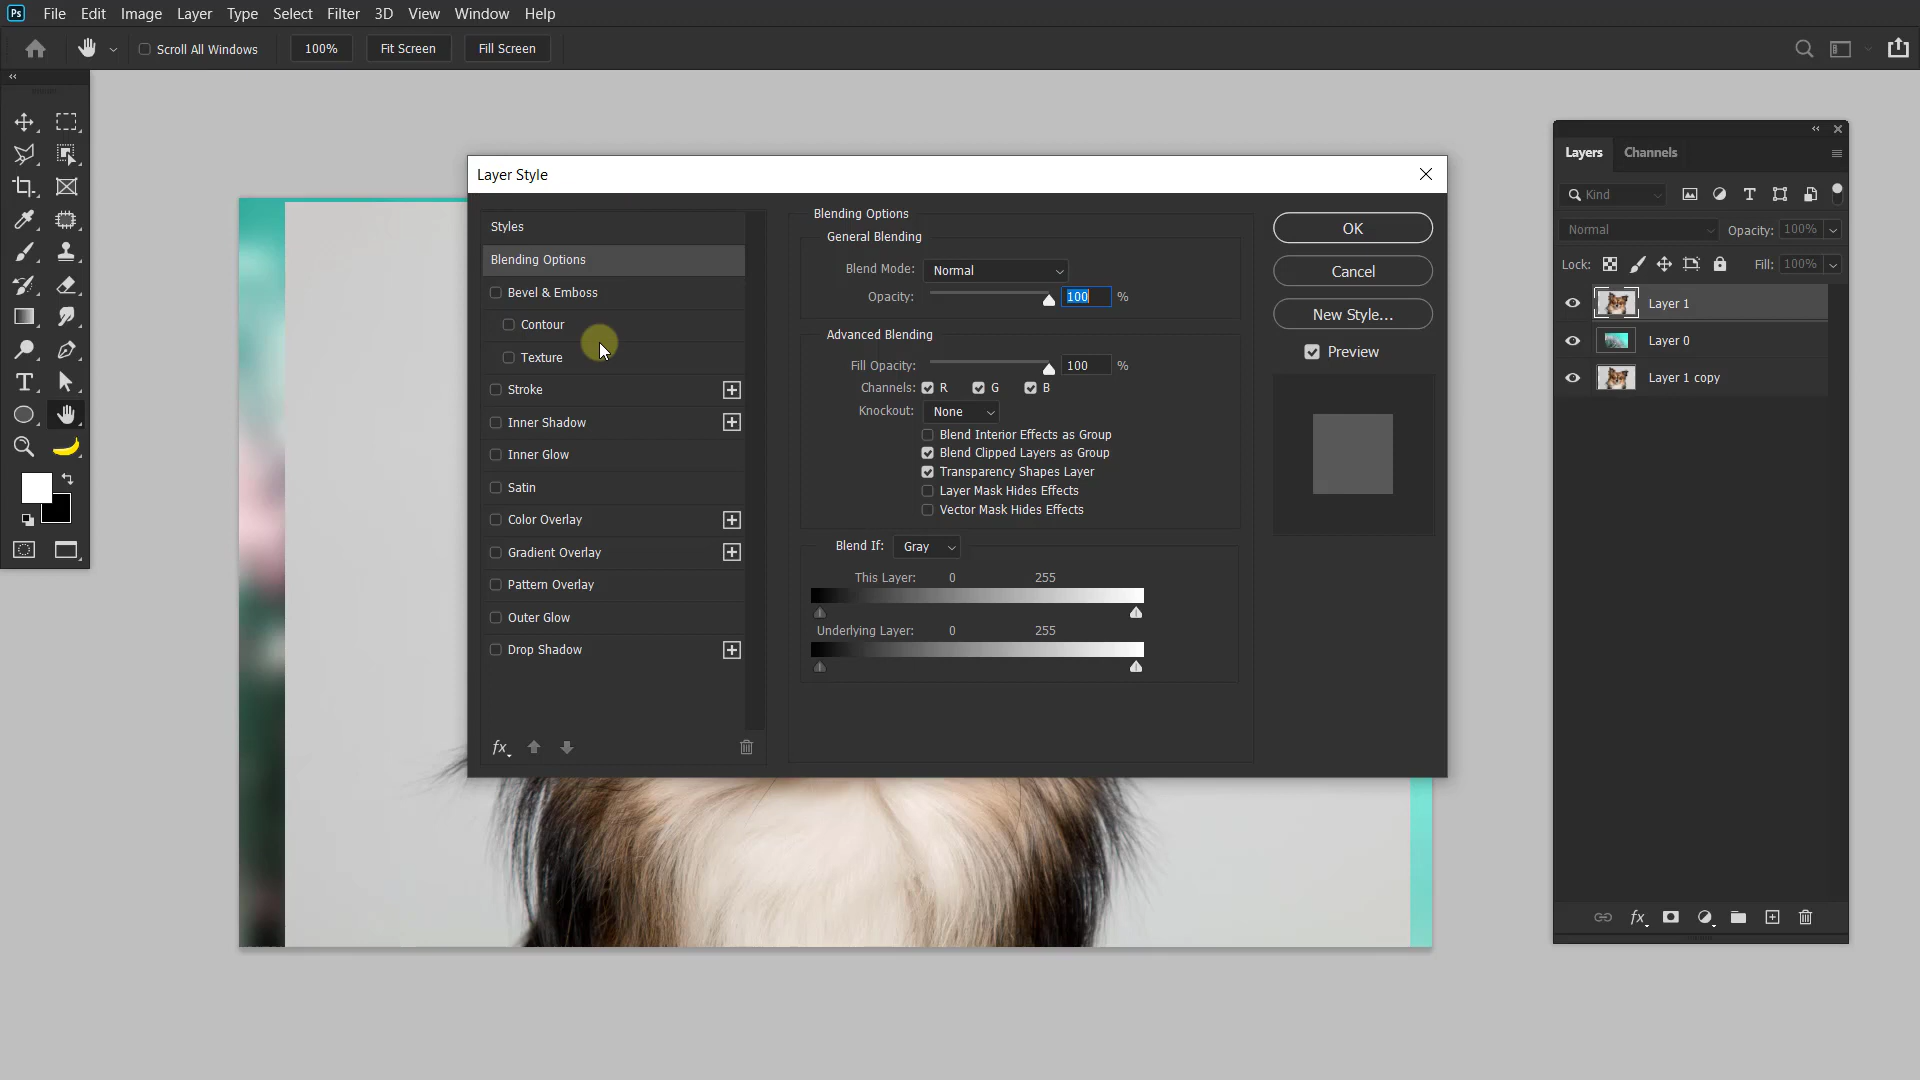 Ps File Edit Image Layer Type Select Filter 3D View Window Help
Scroll All Windows 100% Fit Screen Fill Screen
Layer Style
Styles
Blending Options
Bevel & Emboss
Contour
Texture
Stroke
Inner Shadow
Inner Glow
Satin
Color Overlay
Gradient Overlay
Pattern Overlay
Outer Glow
Drop Shadow
fx
Blending Options
General Blending
Blend Mode: Normal
Opacity: 100 %
Advanced Blending
Fill Opacity: 100 %
Channels: R G B
Knockout: None
Blend Interior Effects as Group
Blend Clipped Layers as Group
Transparency Shapes Layer
Layer Mask Hides Effects
Vector Mask Hides Effects
Blend If: Gray
This Layer: 0 255
Underlying Layer: 0 255
OK
Cancel
New Style...
Preview
Layers Channels
Kind
Normal Opacity: 100%
Lock: Fill: 100%
Layer 1
Layer 0
Layer 1 copy
fx